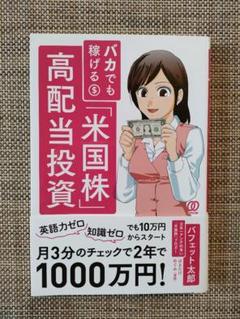 バカでも
稼げる$
「米国株」
高配当投資
英語力ゼロ
知識ゼロ
でも10万円
からスタート
月3分のチェックで2年で
1000万円!
バフェット太郎